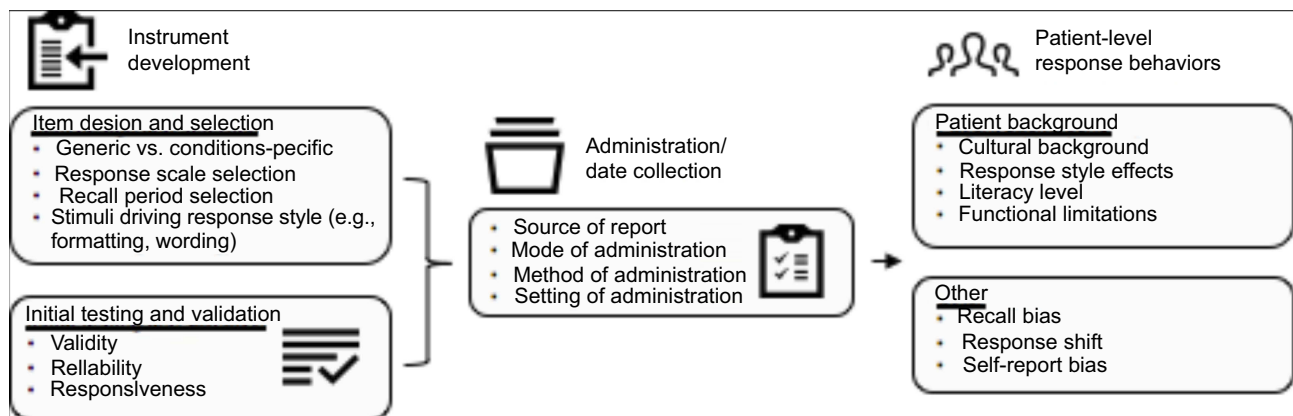 Instrument
development
Item desion and selection
• Generic vs. conditions-pecific
• Response scale selection
• Recall period selection
• Stimuli driving response style (e.g.,
formatting, wording)
Initial testing and validation
• Validity
• Rellability
• Responslveness
Administration/
date collection
• Source of report
• Mode of administration
• Method of administration
• Setting of administration
Patient-level
response behaviors
Patient background
• Cultural background
• Response style effects
• Literacy level
• Functional limitations
Other
• Recall bias
• Response shift
• Self-report bias